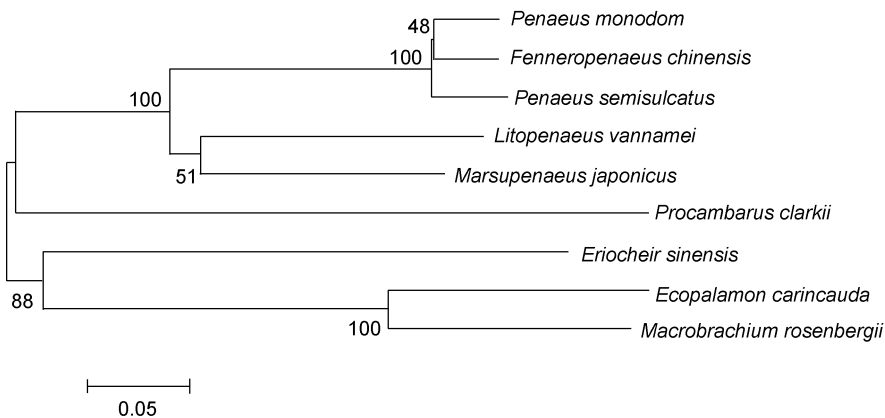 Penaeus monodom
48
Fenneropenaeus chinensis
100
Penaeus semisulcatus
100
Litopenaeus vannamei
51
Marsupenaeus japonicus
Procambarus clarkii
Eriocheir sinensis
88
Ecopalamon carincauda
100
Macrobrachium rosenbergii
0.05